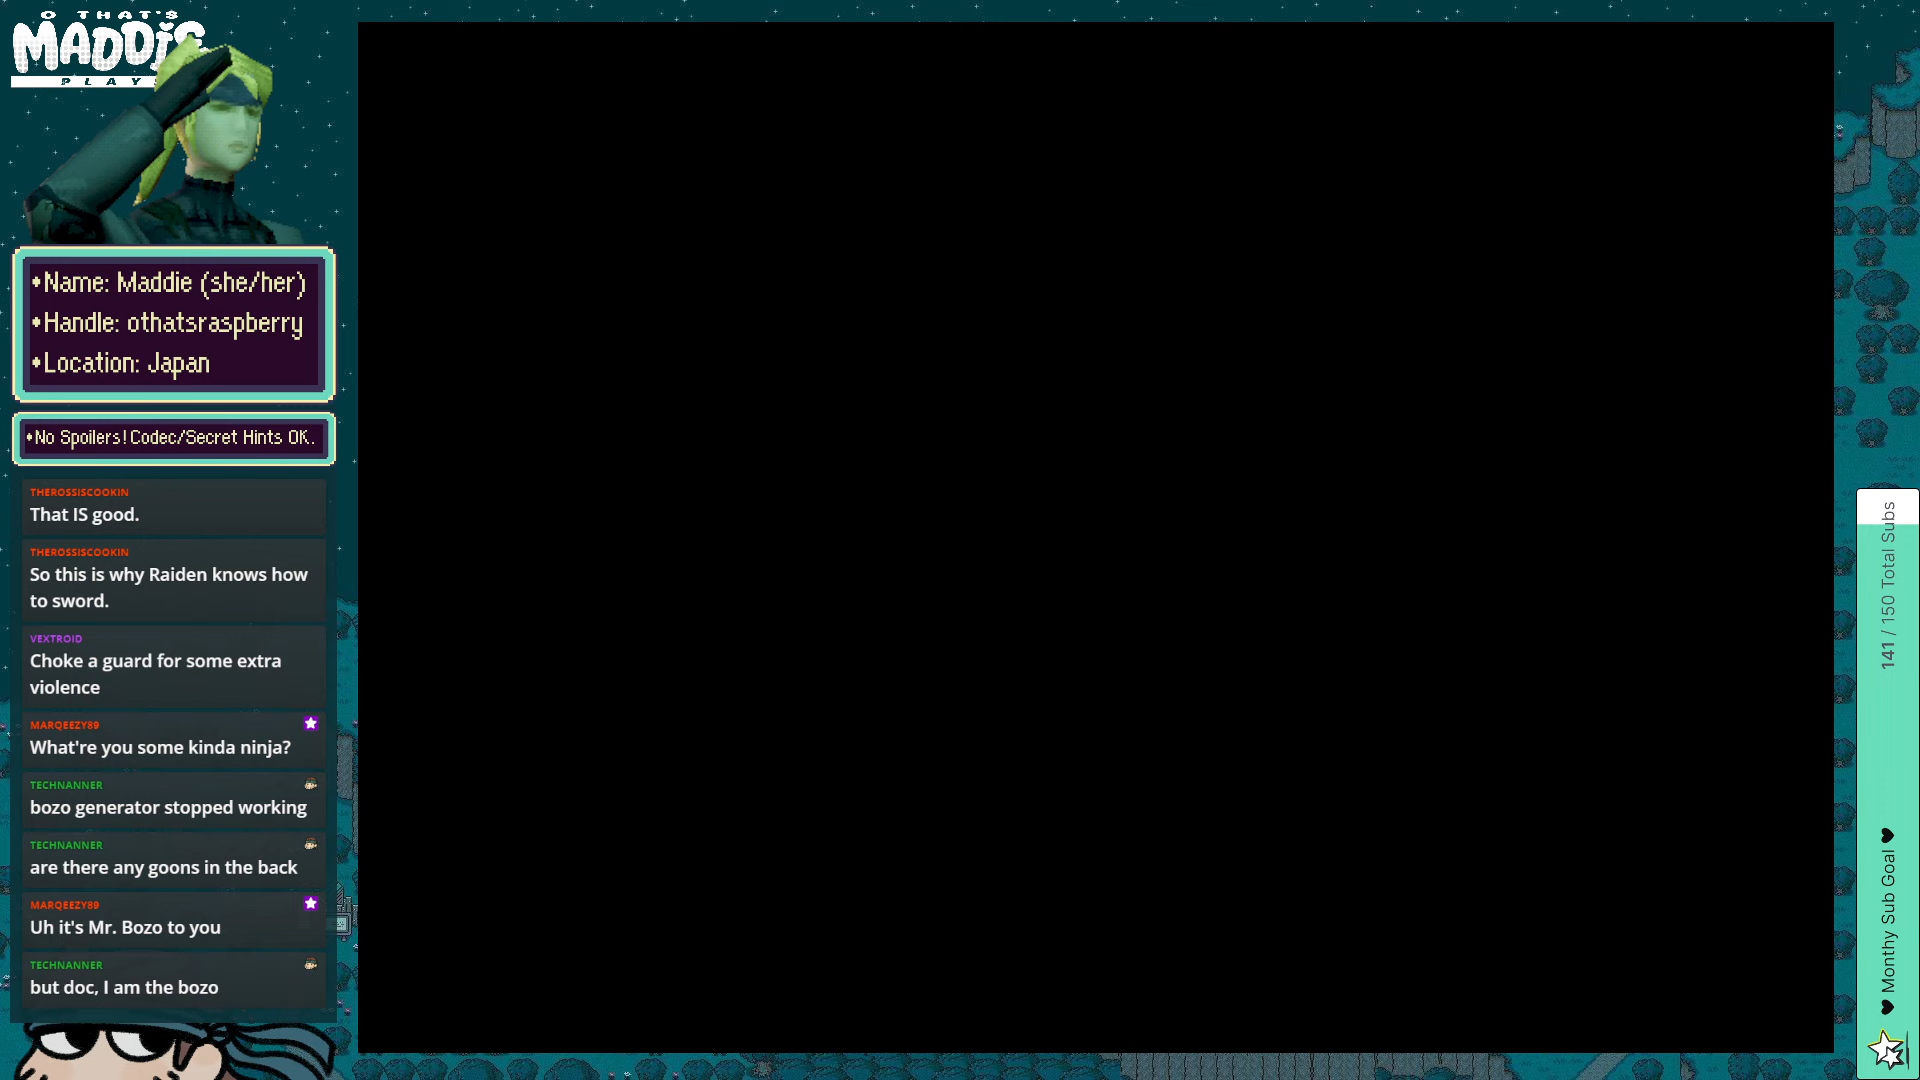 O THAT'S
MADDIE
PLAY
•Name: Maddie (she/her)
•Handle: othatsraspberry
•Location: Japan
•No Spoilers! Codec/Secret Hints OK.
THEROSSISCOOKIN
That IS good.
THEROSSISCOOKIN
So this is why Raiden knows how
to sword.
VEXTROID
Choke a guard for some extra
violence
MARQEEZY89
What're you some kinda ninja?
TECHNANNER
bozo generator stopped working
TECHNANNER
are there any goons in the back
MARQEEZY89
Uh it's Mr. Bozo to you
TECHNANNER
but doc, I am the bozo
♥ Monthy Sub Goal ♥
141 / 150 Total Subs